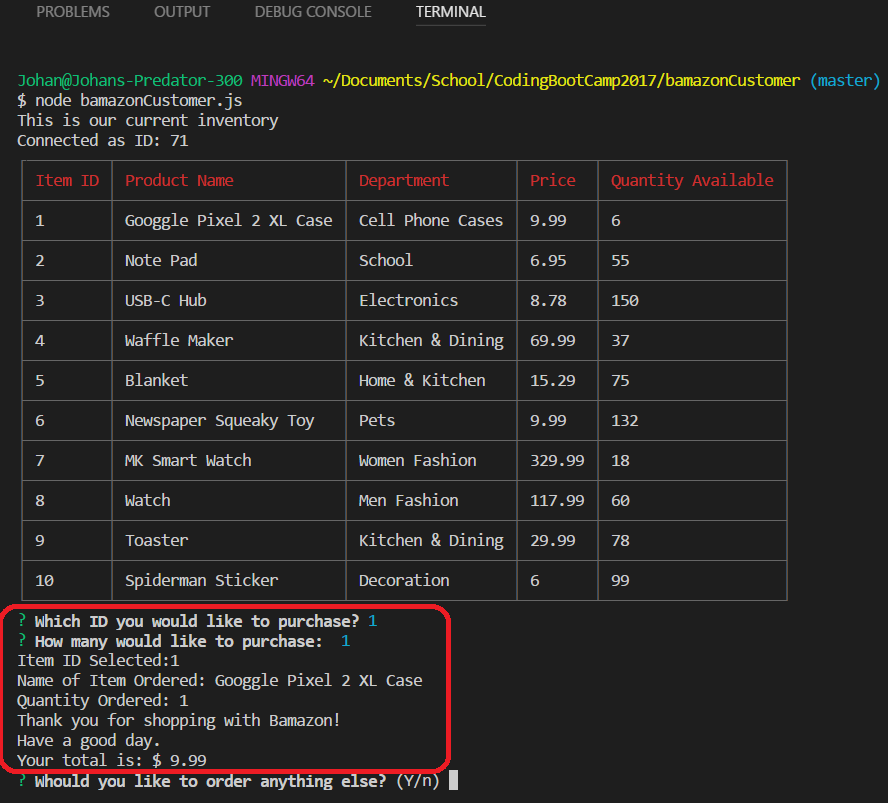 PROBLEMS OUTPUT DEBUG CONSOLE TERMINAL
Johan@Johans-Predator-300 MINGW64 ~/Documents/School/CodingBootCamp2017/bamazonCustomer (master)
$ node bamazonCustomer.js
This is our current inventory
Connected as ID: 71
Item ID Product Name Department Price Quantity Available
1 Googgle Pixel 2 XL Case Cell Phone Cases 9.99 6
2 Note Pad School 6.95 55
3 USB-C Hub Electronics 8.78 150
4 Waffle Maker Kitchen & Dining 69.99 37
5 Blanket Home & Kitchen 15.29 75
6 Newspaper Squeaky Toy Pets 9.99 132
7 MK Smart Watch Women Fashion 329.99 18
8 Watch Men Fashion 117.99 60
9 Toaster Kitchen & Dining 29.99 78
10 Spiderman Sticker Decoration 6 99
? Which ID you would like to purchase? 1
? How many would like to purchase: 1
Item ID Selected:1
Name of Item Ordered: Googgle Pixel 2 XL Case
Quantity Ordered: 1
Thank you for shopping with Bamazon!
Have a good day.
Your total is: $ 9.99
? Whould you like to order anything else? (Y/n)